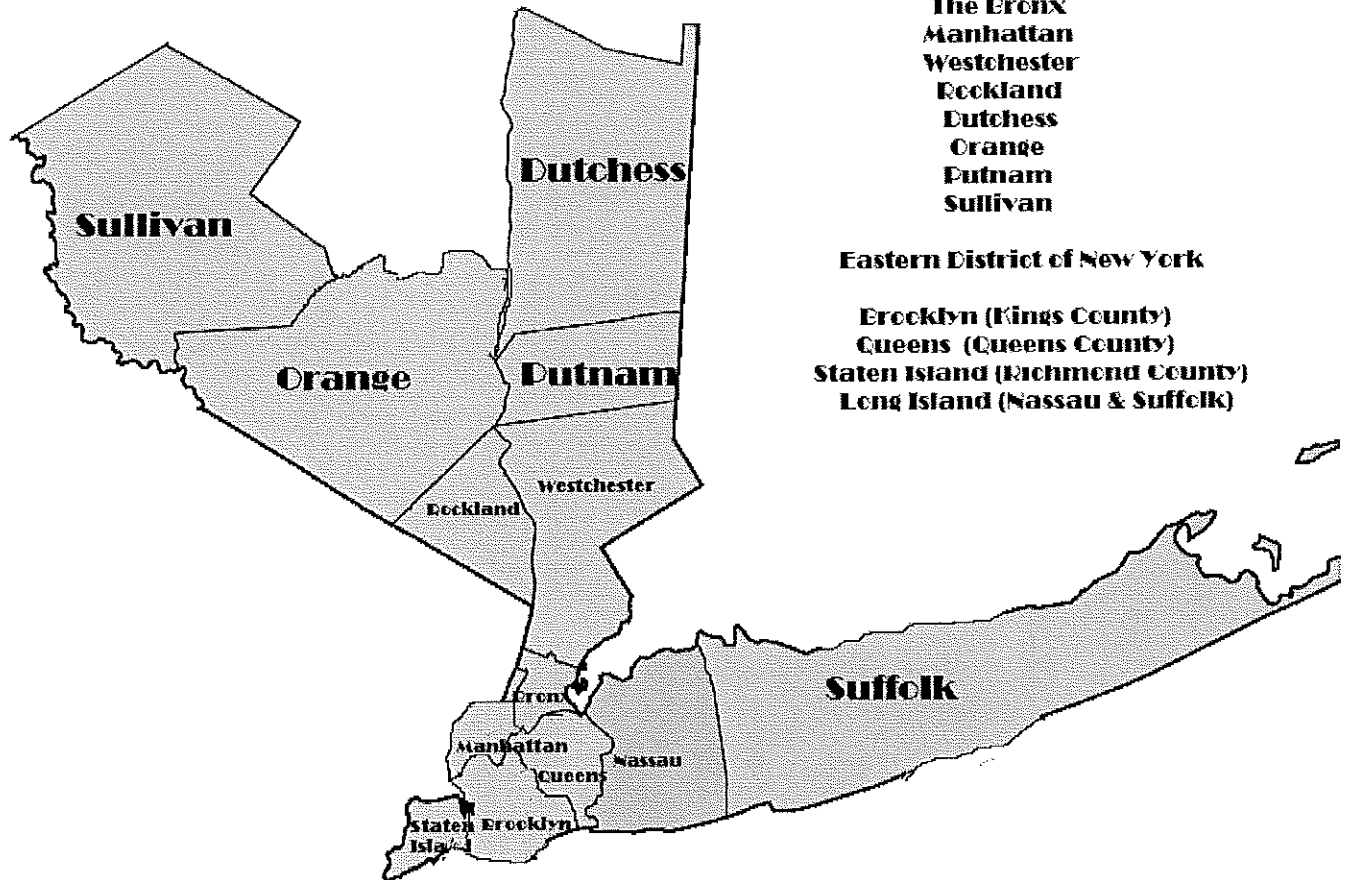 The Bronx
Manhattan
Westchester
Rockland
Dutchess
Orange
Putnam
Sullivan
Eastern District of New York
Brooklyn (Kings County)
Queens (Queens County)
Staten Island (Richmond County)
Long Island (Nassau & Suffolk)
Dutchess
Sullivan
Orange
Putnam
Westchester
Rockland
Bronx
Suffolk
Manhattan
Nassau
Queens
Staten
Brooklyn
Island